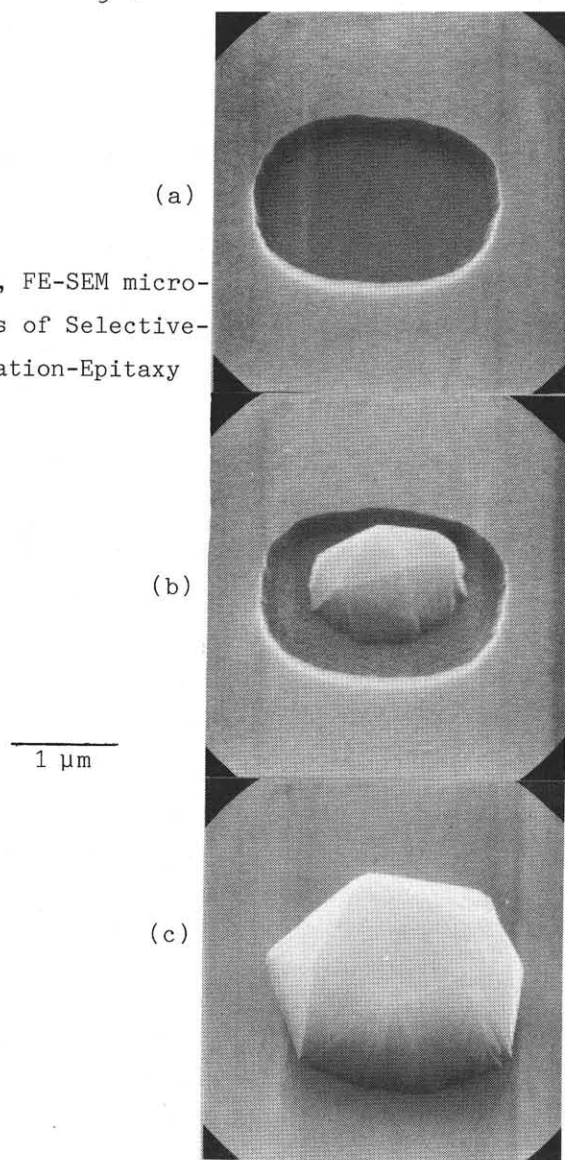 (a)
, FE-SEM micro-
s of Selective-
ation-Epitaxy
(b)
1 μm
(c)